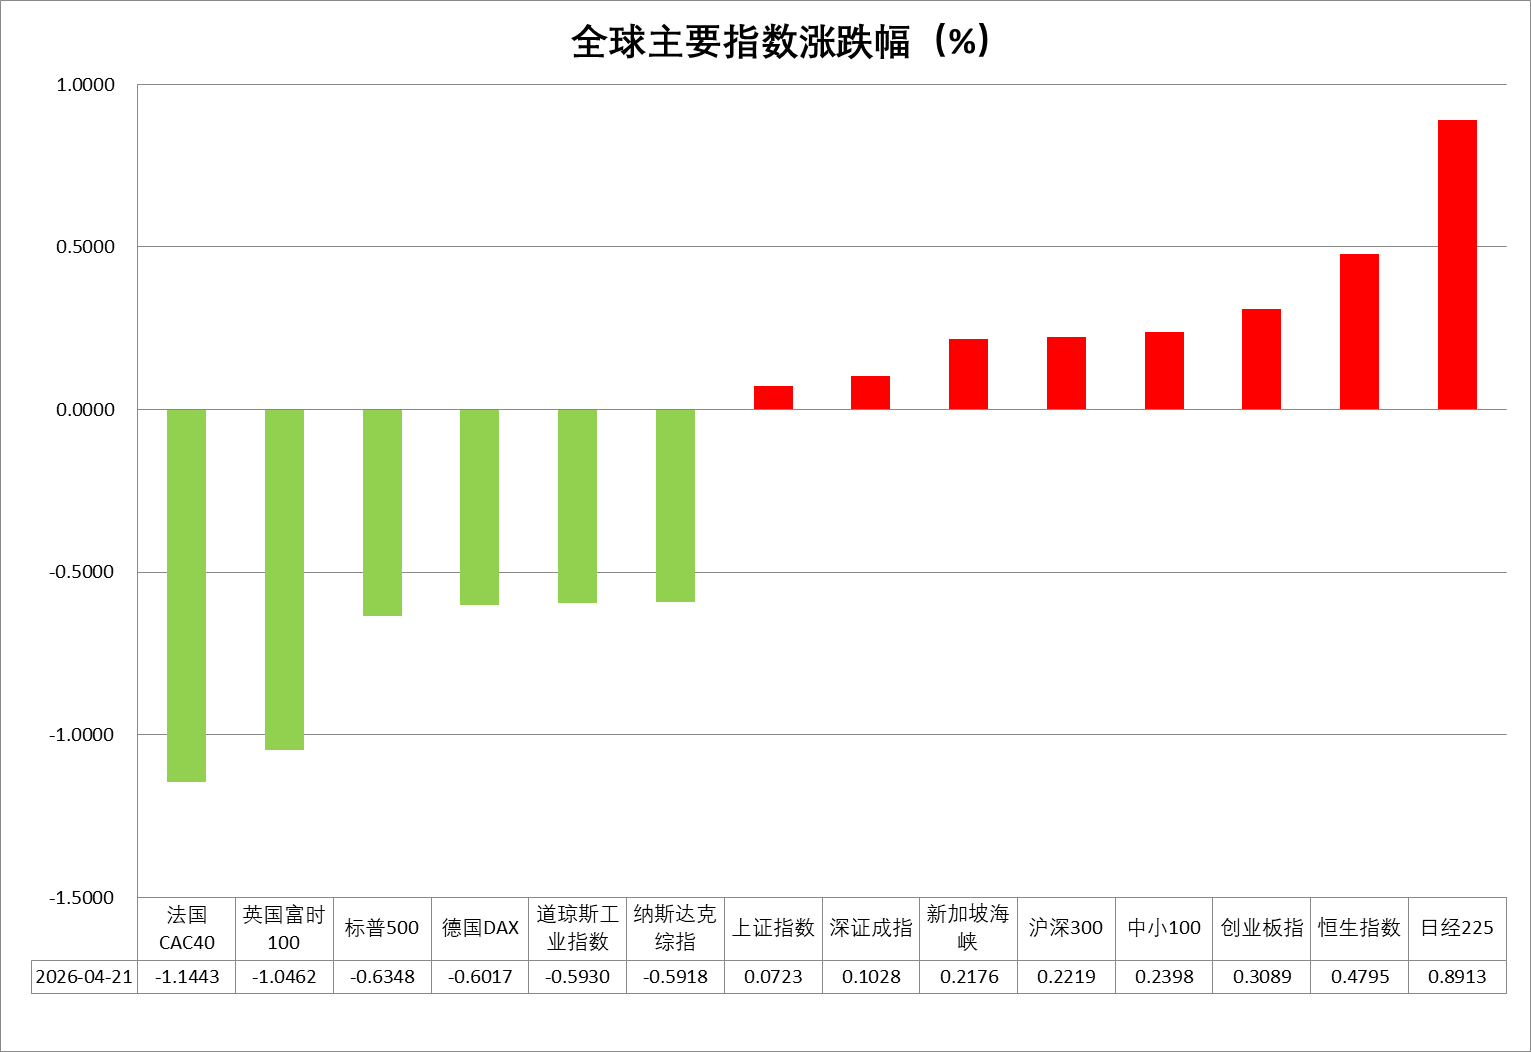 全球主要指数涨跌幅（%）
1.0000
0.5000
0.0000
-0.5000
-1.0000
-1.5000
法国
CAC40
英国富时
100
标普500
德国DAX
道琼斯工
业指数
纳斯达克
综指
上证指数
深证成指
新加坡海
峡
沪深300
中小100
创业板指
恒生指数
日经225
2026-04-21 -1.1443 -1.0462 -0.6348 -0.6017 -0.5930 -0.5918 0.0723 0.1028 0.2176 0.2219 0.2398 0.3089 0.4795 0.8913